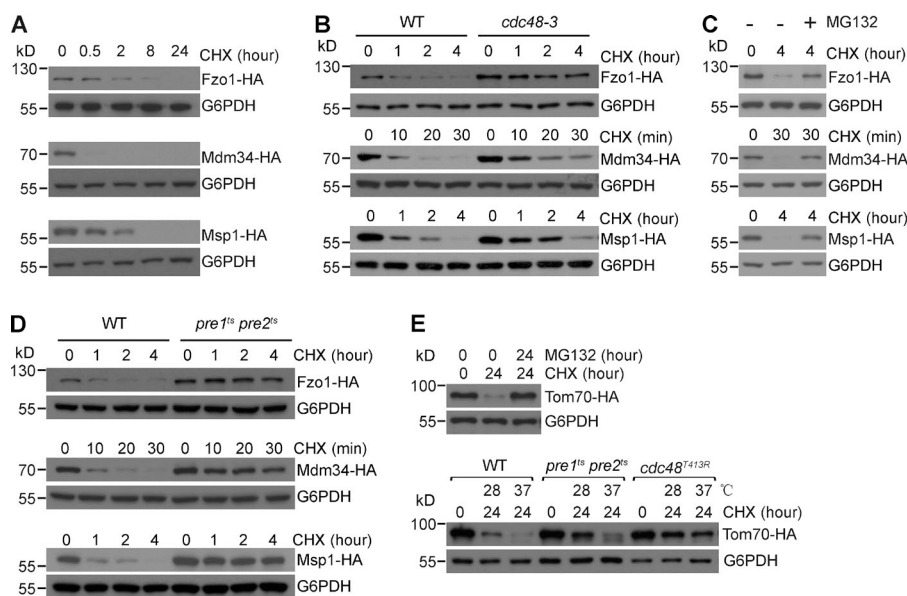 A
kD
0 0.5 2 8 24 CHX (hour)
130
Fzo1-HA
55 G6PDH
70 Mdm34-HA
55 G6PDH
55 Msp1-HA
55 G6PDH
B
WT cdc48-3
kD
0 1 2 4 0 1 2 4 CHX (hour)
130
Fzo1-HA
55 G6PDH
0 10 20 30 0 10 20 30 CHX (min)
70 Mdm34-HA
55 G6PDH
0 1 2 4 0 1 2 4 CHX (hour)
55 Msp1-HA
55 G6PDH
C
- - + MG132
kD
0 4 4 CHX (hour)
130
Fzo1-HA
55 G6PDH
0 30 30 CHX (min)
70 Mdm34-HA
55 G6PDH
0 4 4 CHX (hour)
55 Msp1-HA
55 G6PDH
D
WT pre1ts pre2ts
kD
0 1 2 4 0 1 2 4 CHX (hour)
130
Fzo1-HA
55 G6PDH
0 10 20 30 0 10 20 30 CHX (min)
70 Mdm34-HA
55 G6PDH
0 1 2 4 0 1 2 4 CHX (hour)
55 Msp1-HA
55 G6PDH
E
kD
0 0 24 MG132 (hour)
0 24 24 CHX (hour)
100
Tom70-HA
55 G6PDH
WT pre1ts pre2ts cdc48T413R
28 37 28 37 28 37 ℃
kD
0 24 24 0 24 24 0 24 24 CHX (hour)
100
Tom70-HA
55 G6PDH